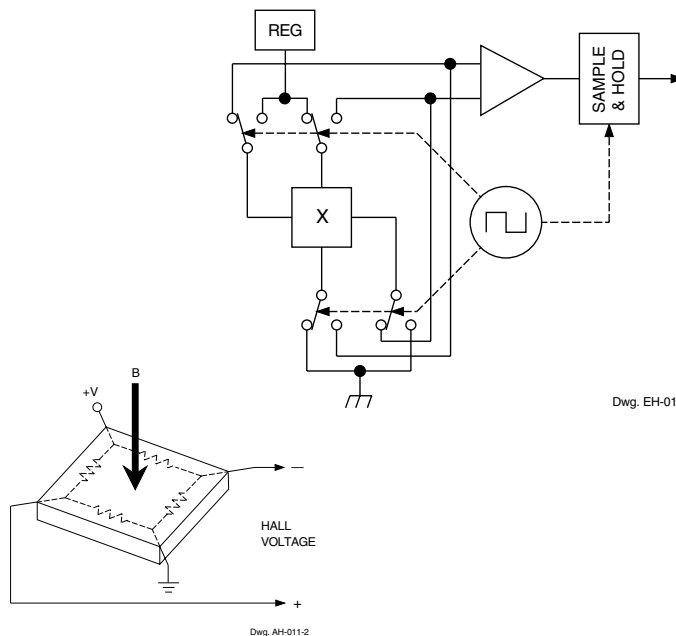 REG
SAMPLE
& HOLD
X
Dwg. EH-01
B
+V
—
HALL
VOLTAGE
+
Dwg. AH-011-2